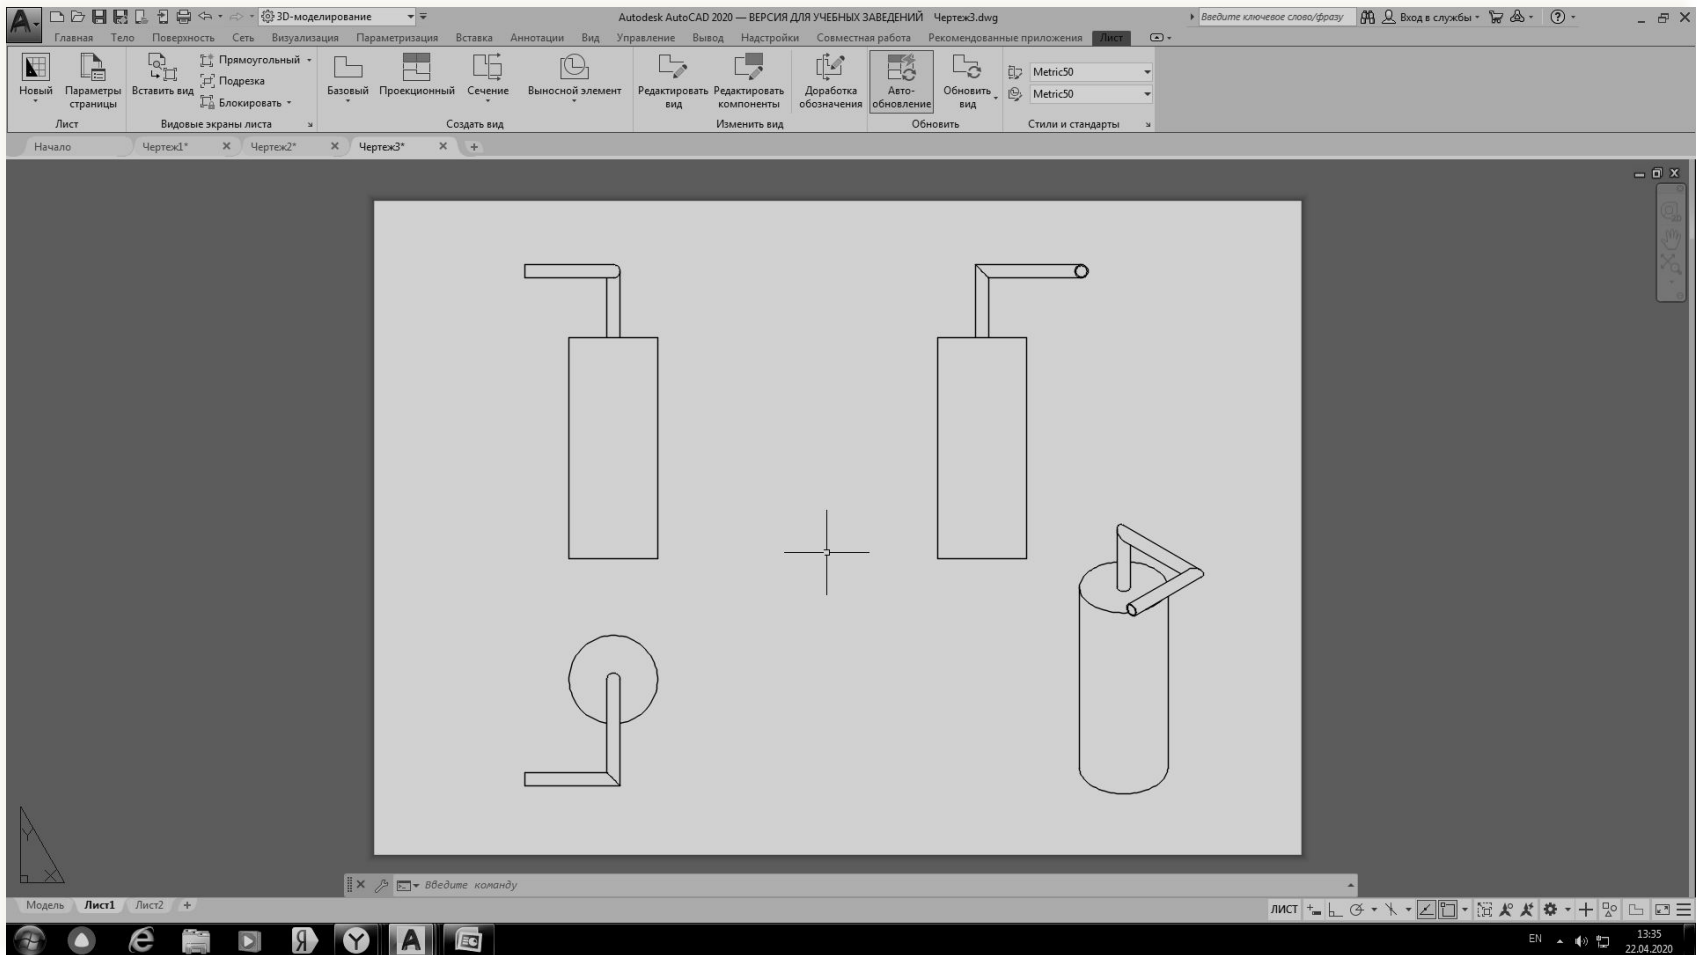 3D-моделирование
Autodesk AutoCAD 2020 — ВЕРСИЯ ДЛЯ УЧЕБНЫХ ЗАВЕДЕНИЙ Чертеж3.dwg
Введите ключевое слово/фразу
Вход в службы
Главная Тело Поверхность Сеть Визуализация Параметризация Вставка Аннотации Вид Управление Вывод Надстройки Совместная работа Рекомендованные приложения Лист
Новый
Параметры страницы
Вставить вид
Прямоугольный
Подрезка
Блокировать
Базовый
Проекционный
Сечение
Выносной элемент
Редактировать вид
Редактировать компоненты
Доработка обозначения
Авто-обновление
Обновить вид
Metric50
Metric50
Лист
Видовые экраны листа
Создать вид
Изменить вид
Обновить
Стили и стандарты
Начало Чертеж1* Чертеж2* Чертеж3*
Y
X
Введите команду
Модель Лист1 Лист2
ЛИСТ
EN
13:35
22.04.2020